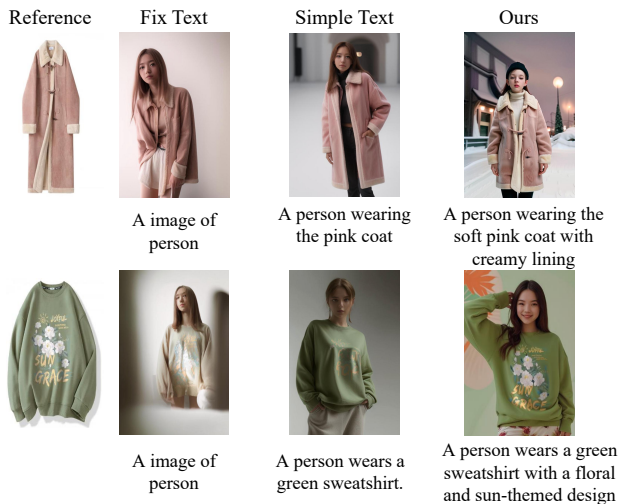 Reference
Fix Text
Simple Text
Ours
A image of
person
A person wearing
the pink coat
A person wearing the
soft pink coat with
creamy lining
SUN
GRACE
SUN
GRACE
A image of
person
A person wears a
green sweatshirt.
A person wears a green
sweatshirt with a floral
and sun-themed design